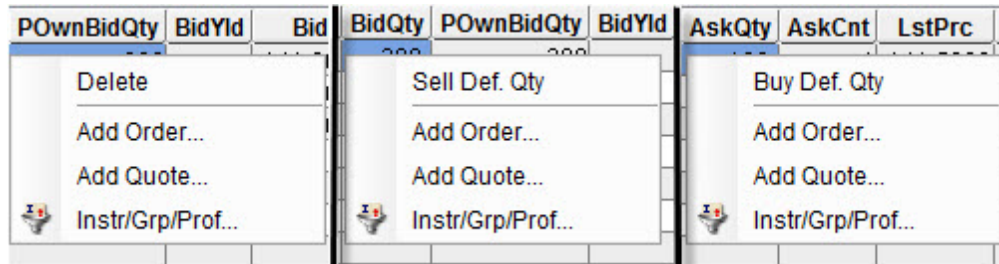 POwnBidQty BidYld Bid
Delete
Add Order...
Add Quote...
Instr/Grp/Prof...
BidQty POwnBidQty BidYld
Sell Def. Qty
Add Order...
Add Quote...
Instr/Grp/Prof...
AskQty AskCnt LstPrc
Buy Def. Qty
Add Order...
Add Quote...
Instr/Grp/Prof...